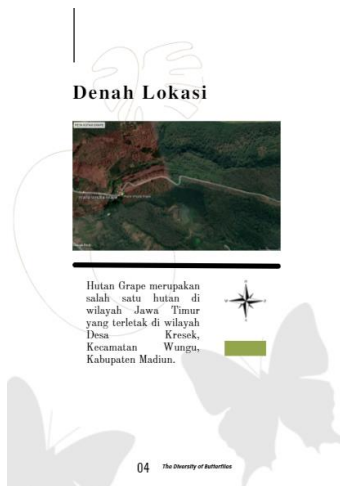 Denah Lokasi
Hutan Grape merupakan
salah satu hutan di
wilayah Jawa Timur
yang terletak di wilayah
Desa Kresek,
Kecamatan Wungu,
Kabupaten Madiun.
04 The Diversity of Butterflies